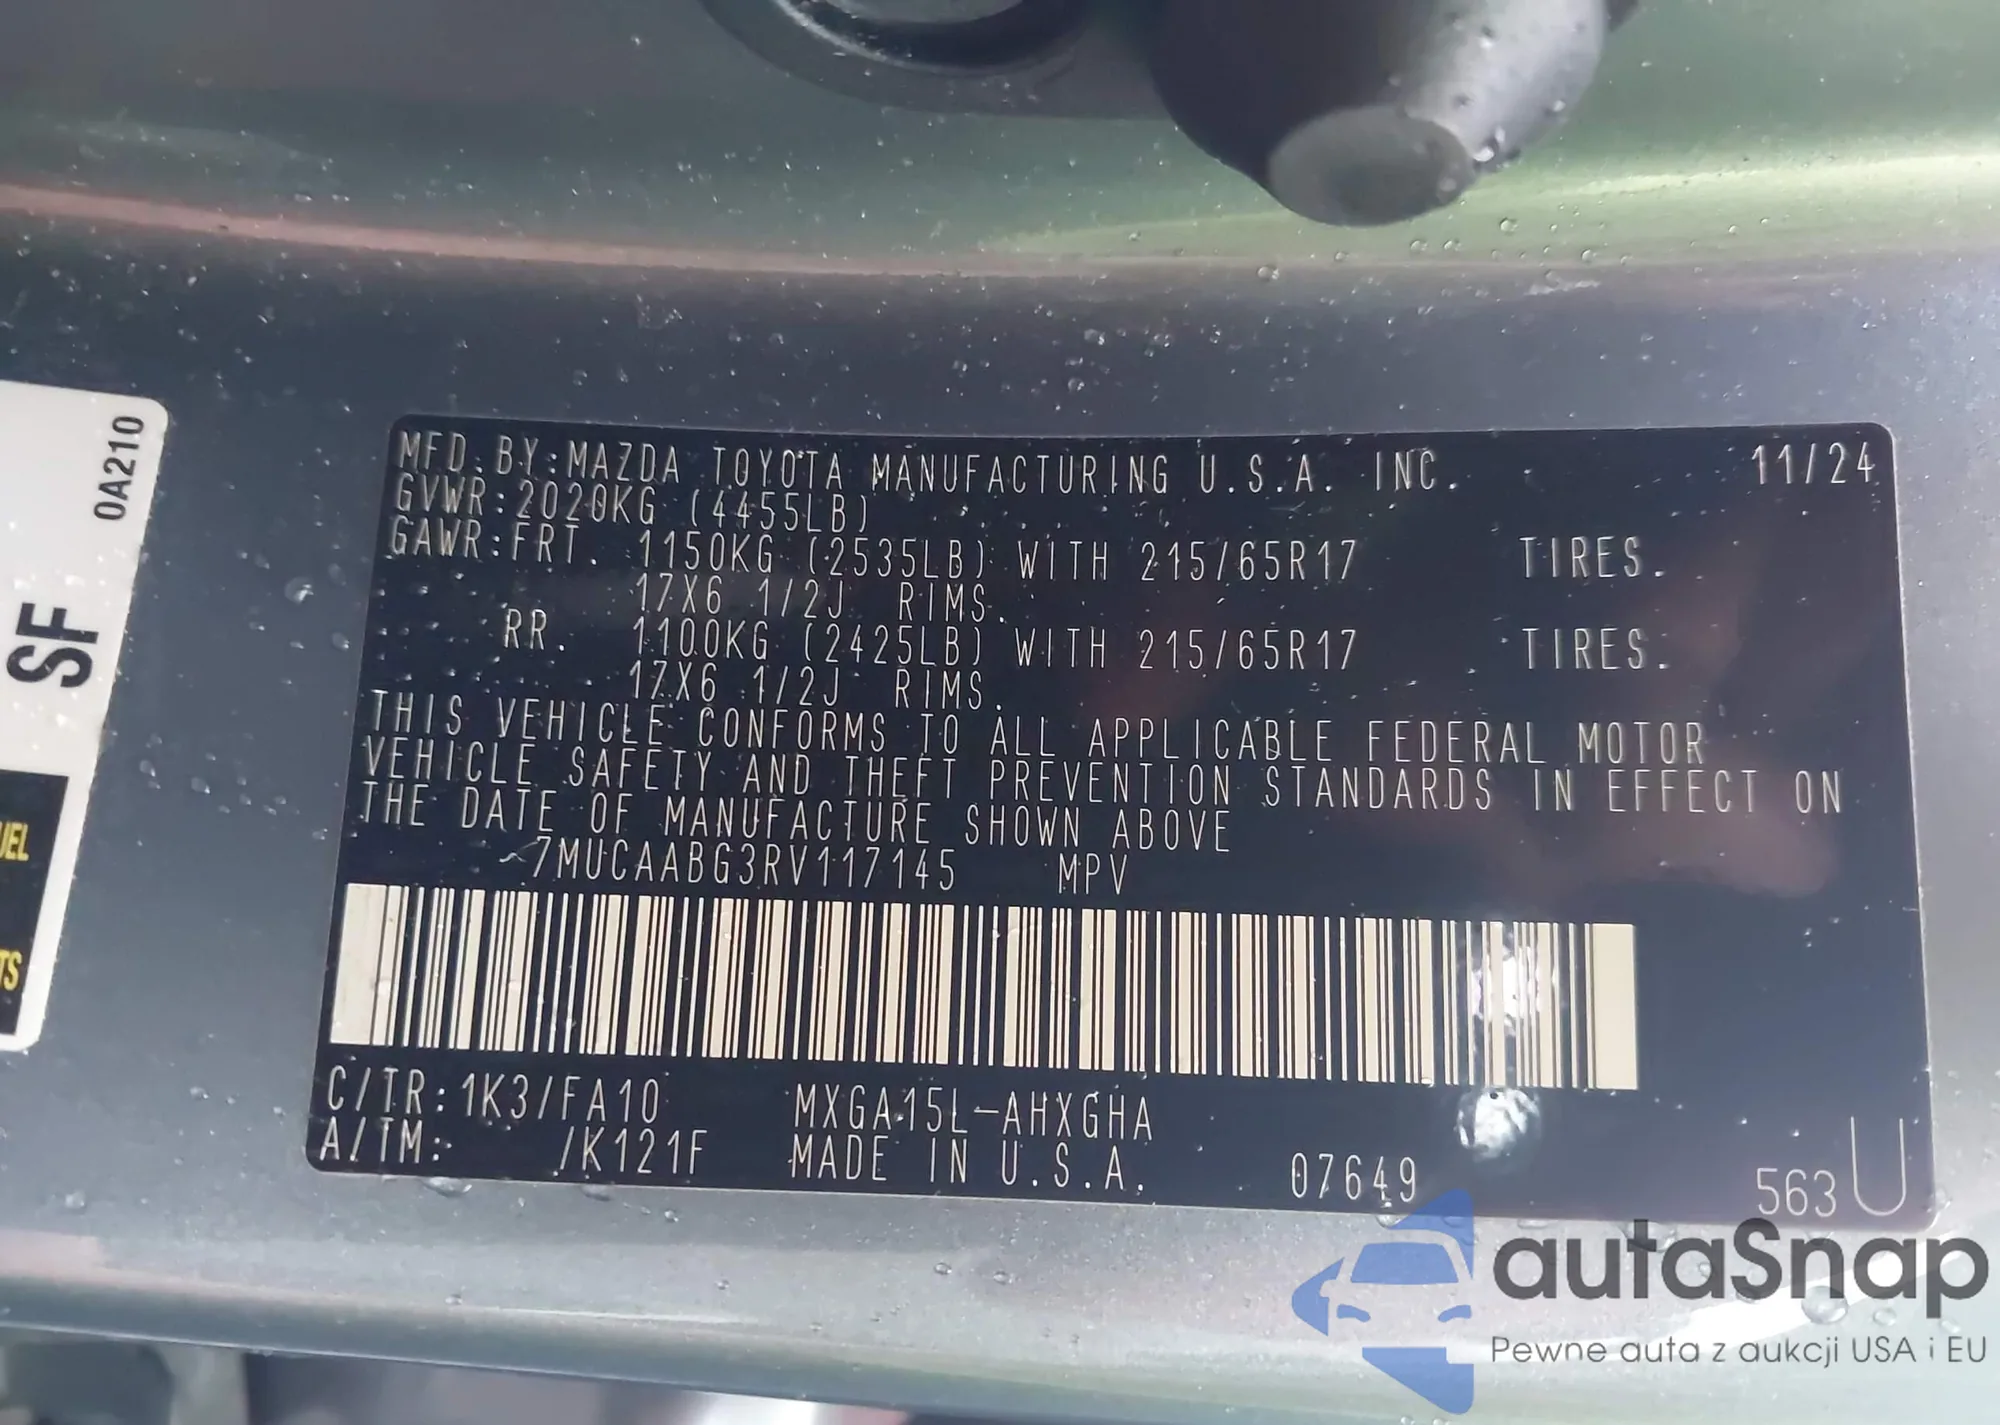 MFD.BY:MAZDA TOYOTA MANUFACTURING U.S.A. INC. 11/24
GVWR:2020KG (4455LB)
GAWR:FRT. 1150KG (2535LB) WITH 215/65R17 TIRES.
17X6 1/2J RIMS.
RR. 1100KG (2425LB) WITH 215/65R17 TIRES.
17X6 1/2J RIMS.
THIS VEHICLE CONFORMS TO ALL APPLICABLE FEDERAL MOTOR
VEHICLE SAFETY AND THEFT PREVENTION STANDARDS IN EFFECT ON
THE DATE OF MANUFACTURE SHOWN ABOVE
7MUCAABG3RV117145 MPV
C/TR:1K3/FA10 MXGA15L-AHXGHA
A/TM: /K121F MADE IN U.S.A. 07649 563U
0A210
SF
UEL
TS
autaSnap
Pewne auta z aukcji USA i EU